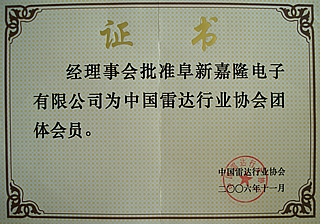 证 书
经理事会批准阜新嘉隆电子
有限公司为中国雷达行业协会团
体会员。
中国雷达行业协会
二〇〇六年十一月